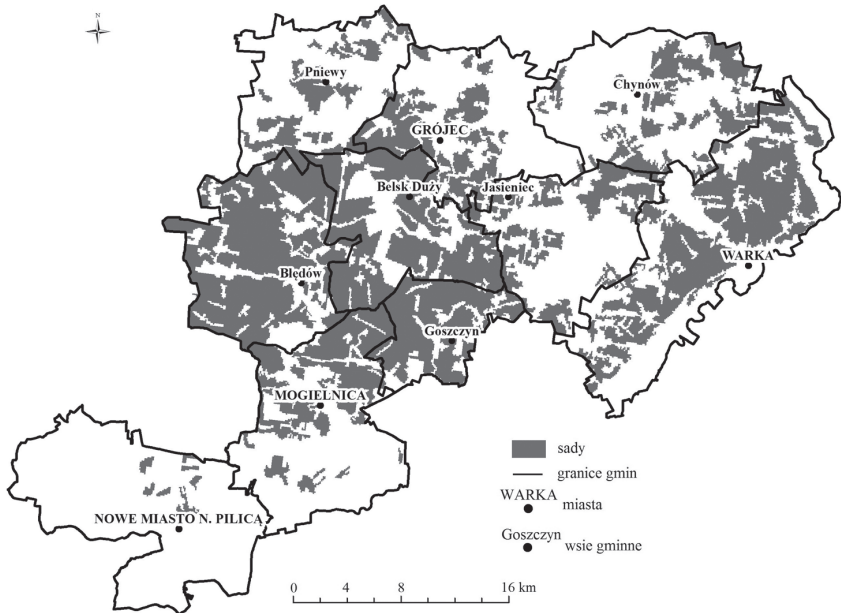 N
Pniewy
Chynów
GRÓJEC
Belsk Duży
Jasieniec
Błędów
WARKA
Goszczyn
MOGIELNICA
NOWE MIASTO N. PILICĄ
sady
granice gmin
WARKA miasta
Goszczyn wsie gminne
0 4 8 16 km